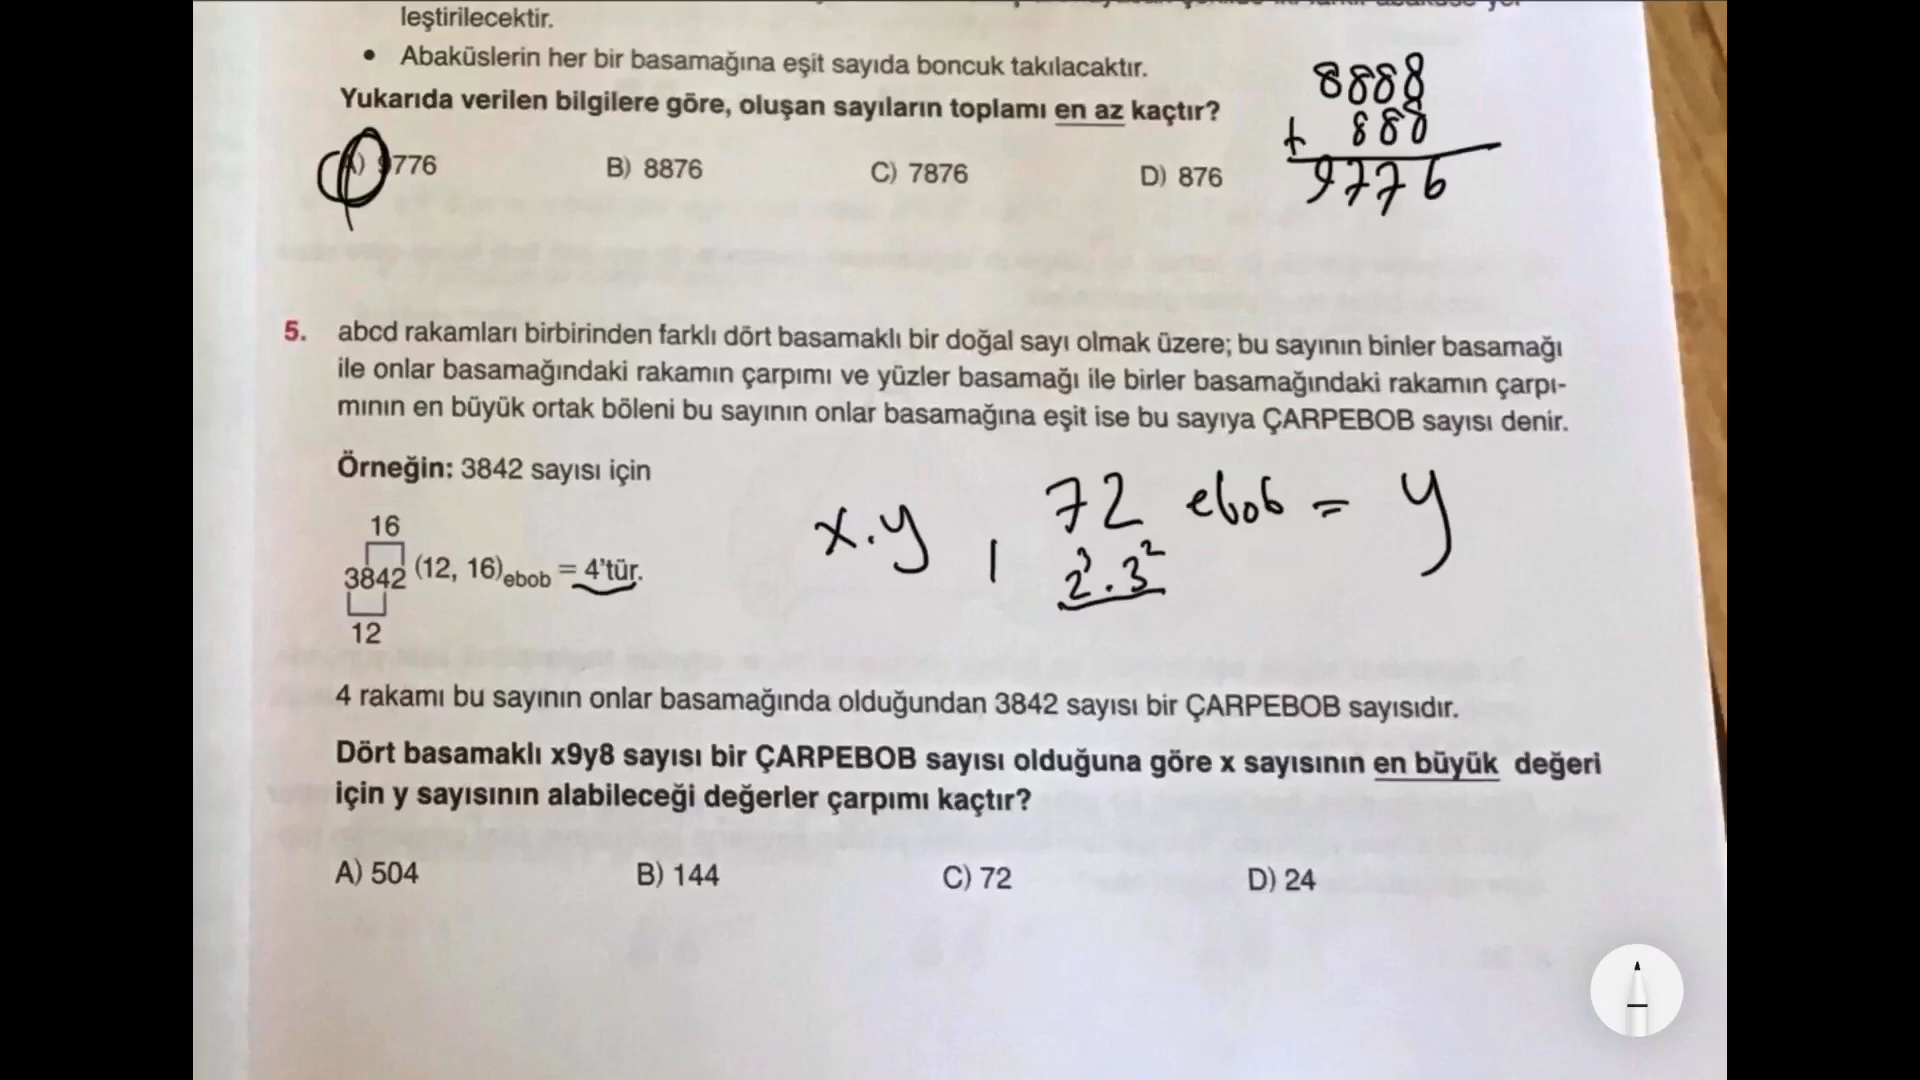 leştirilecektir.
• Abaküslerin her bir basamağına eşit sayıda boncuk takılacaktır.
Yukarıda verilen bilgilere göre, oluşan sayıların toplamı en az kaçtır?
A) 9776 B) 8876 C) 7876 D) 876
8888
+ 888
9776
5. abcd rakamları birbirinden farklı dört basamaklı bir doğal sayı olmak üzere; bu sayının binler basamağı
ile onlar basamağındaki rakamın çarpımı ve yüzler basamağı ile birler basamağındaki rakamın çarpı-
mının en büyük ortak böleni bu sayının onlar basamağına eşit ise bu sayıya ÇARPEBOB sayısı denir.
Örneğin: 3842 sayısı için
16
3842 (12, 16)ebob = 4'tür.
12
x.y , 72 ebob = y
2³.3²
4 rakamı bu sayının onlar basamağında olduğundan 3842 sayısı bir ÇARPEBOB sayısıdır.
Dört basamaklı x9y8 sayısı bir ÇARPEBOB sayısı olduğuna göre x sayısının en büyük değeri
için y sayısının alabileceği değerler çarpımı kaçtır?
A) 504 B) 144 C) 72 D) 24